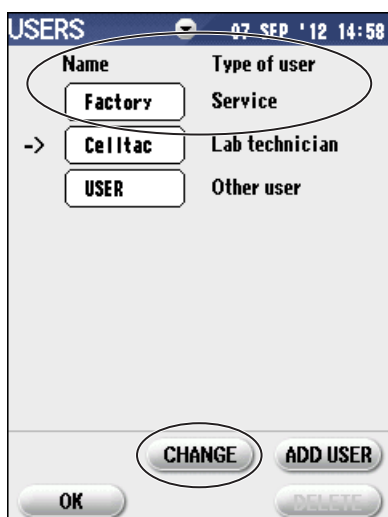 USERS 07 SEP '12 14:58
Name Type of user
Factory Service
-> Celltac Lab technician
USER Other user
CHANGE ADD USER
OK DELETE